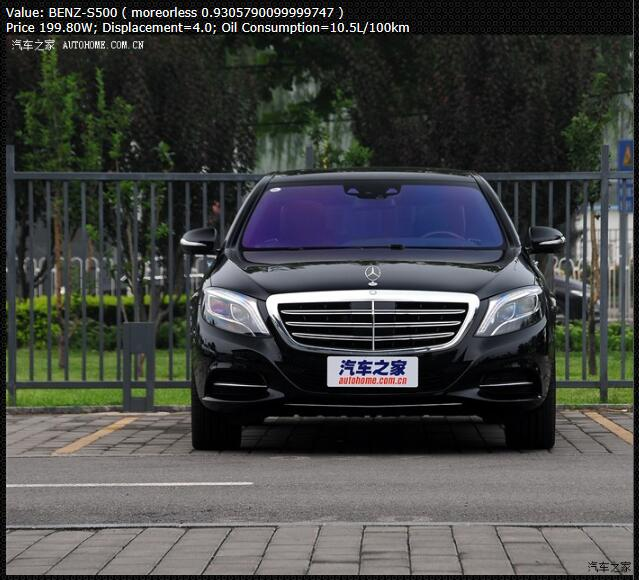 Value: BENZ-S500 ( moreorless 0.9305790099999747 )
Price 199.80W; Displacement=4.0; Oil Consumption=10.5L/100km
汽车之家 AUTOHOME.COM.CN
汽车之家
autohome.com.cn
汽车之家